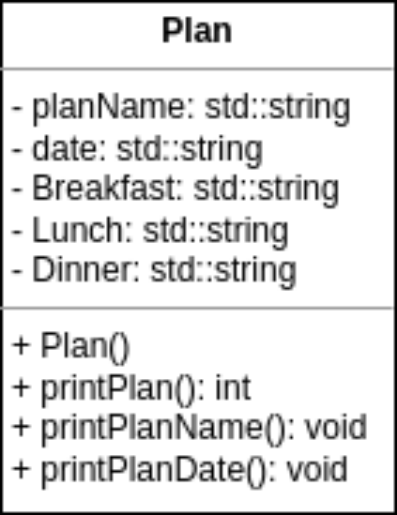 Plan
- planName: std::string
- date: std::string
- Breakfast: std::string
- Lunch: std::string
- Dinner: std::string
+ Plan()
+ printPlan(): int
+ printPlanName(): void
+ printPlanDate(): void